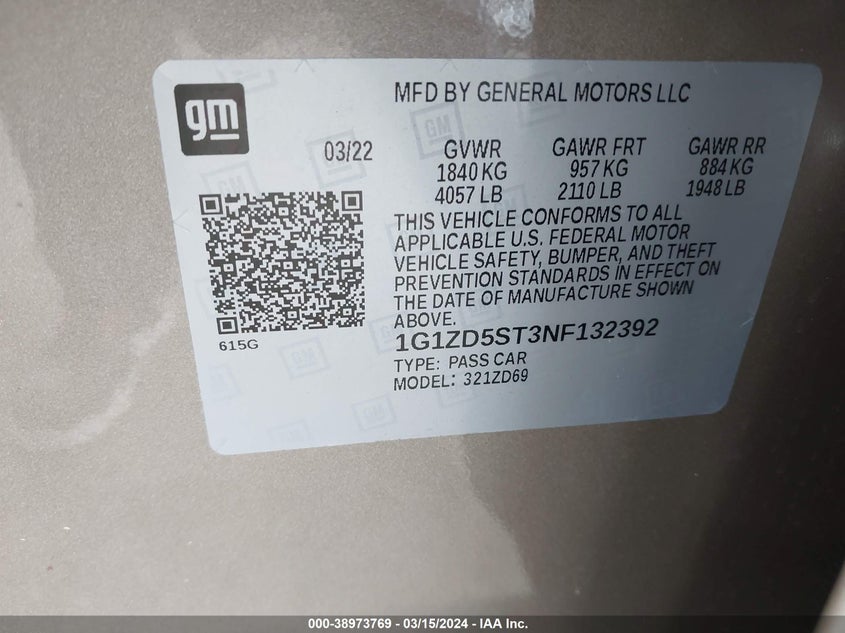 gm
MFD BY GENERAL MOTORS LLC
03/22
GVWR GAWR FRT GAWR RR
1840 KG 957 KG 884 KG
4057 LB 2110 LB 1948 LB
THIS VEHICLE CONFORMS TO ALL
APPLICABLE U.S. FEDERAL MOTOR
VEHICLE SAFETY, BUMPER, AND THEFT
PREVENTION STANDARDS IN EFFECT ON
THE DATE OF MANUFACTURE SHOWN
ABOVE.
615G
1G1ZD5ST3NF132392
TYPE: PASS CAR
MODEL: 321ZD69
000-38973769 - 03/15/2024 - IAA Inc.